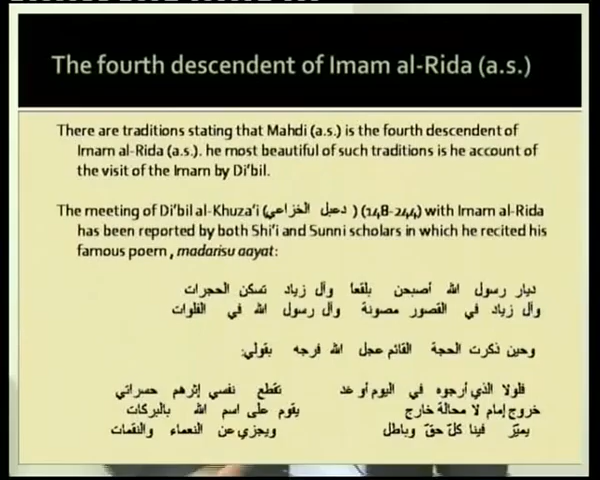 The fourth descendent of Imam al-Rida (a.s.)
There are traditions stating that Mahdi (a.s.) is the fourth descendent of
Imam al-Rida (a.s.). he most beautiful of such traditions is he account of
the visit of the Imam by Di'bil.
The meeting of Di'bil al-Khuza'i (دعبل الخزاعي) (148-244) with Imam al-Rida
has been reported by both Shi'i and Sunni scholars in which he recited his
famous poem , madarisu aayat:
ديار رسول الله أصبحن بلقعا وآل زياد تسكن الحجرات
وآل زياد في القصور مصونة وآل رسول الله في الفلوات
وحين ذكرت الحجة القائم عجل الله فرجه بقولي:
فلولا الذي أرجوه في اليوم أو غد تقطع نفسي إثرهم حسراتي
خروج إمام لا محالة خارج يقوم على اسم الله بالبركات
يميّز فينا كلّ حقّ وباطل ويجزي عن النعماء والنقمات